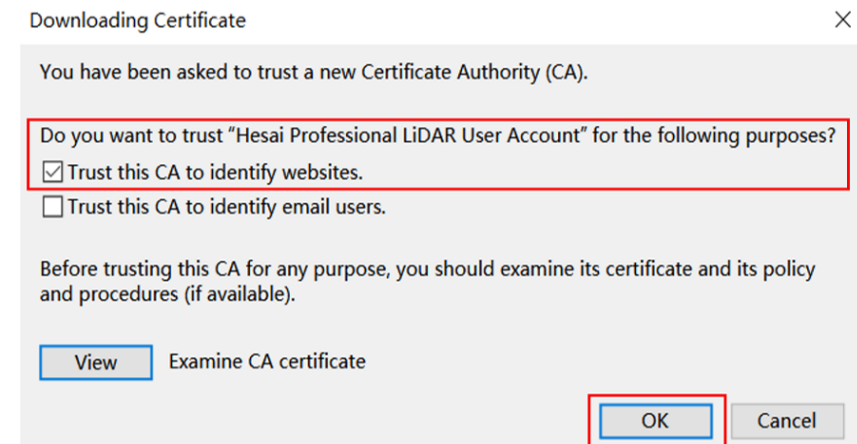 Downloading Certificate
You have been asked to trust a new Certificate Authority (CA).
Do you want to trust “Hesai Professional LiDAR User Account” for the following purposes?
Trust this CA to identify websites.
Trust this CA to identify email users.
Before trusting this CA for any purpose, you should examine its certificate and its policy
and procedures (if available).
View Examine CA certificate
OK Cancel